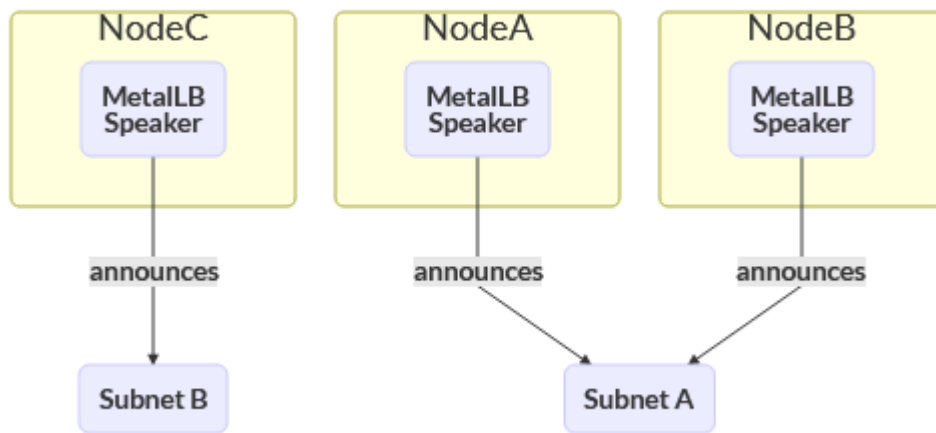 NodeC
NodeA
NodeB
MetalLB
Speaker
MetalLB
Speaker
MetalLB
Speaker
announces
announces
announces
Subnet B
Subnet A